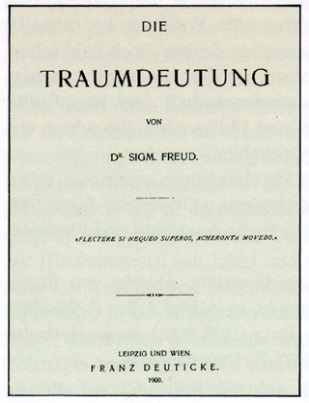 DIE
TRAUMDEUTUNG
VON
DR. SIGM. FREUD.
»FLECTERE SI NEQUEO SUPEROS, ACHERONTA MOVEBO.«
LEIPZIG UND WIEN.
FRANZ DEUTICKE.
1900.